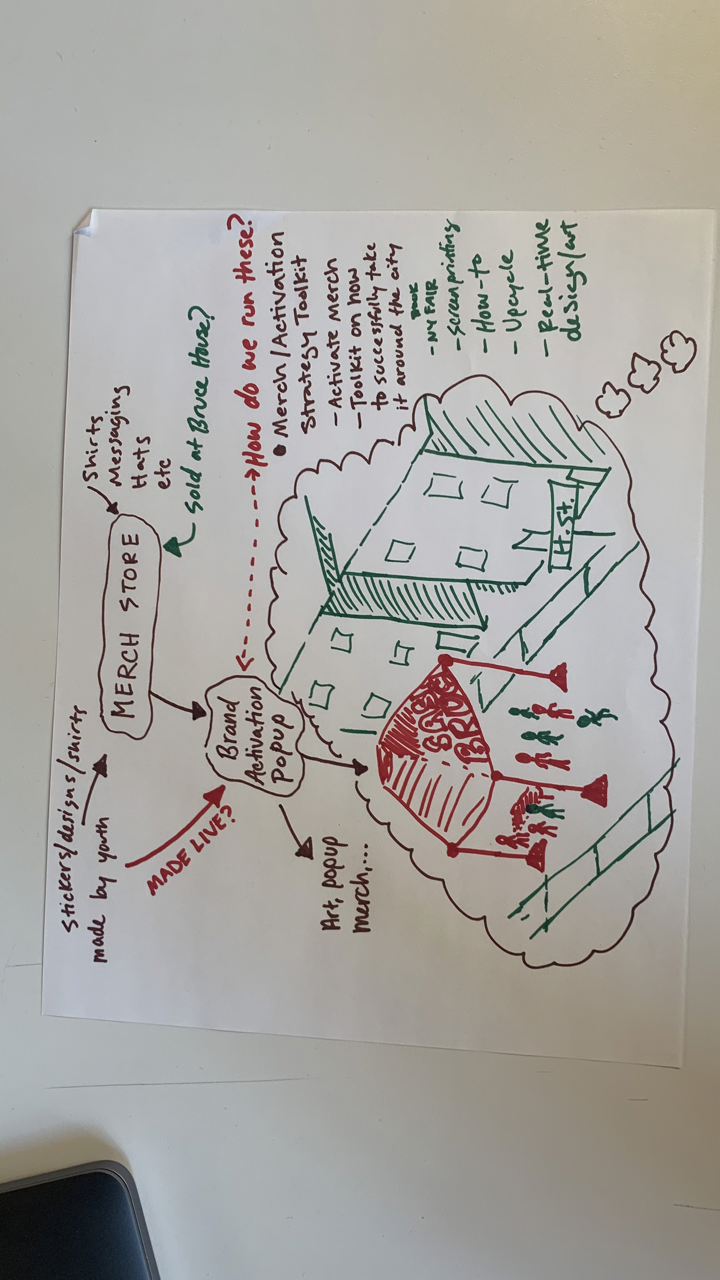 Stickers/designs/shirts
made by youth
MERCH STORE
Shirts
Messaging
Hats
etc
Sold at Bruce House?
MADE LIVE?
Brand
Activation
Popup
How do we run these?
Merch/Activation
Strategy Toolkit
- Activate Merch
- Toolkit on how
to successfully take
it around the city
BOOK
- NY FAIR
- Screenprinting
- How-to
- Upcycle
- Real-time
design/art
Art, popup
merch,...
H. St.